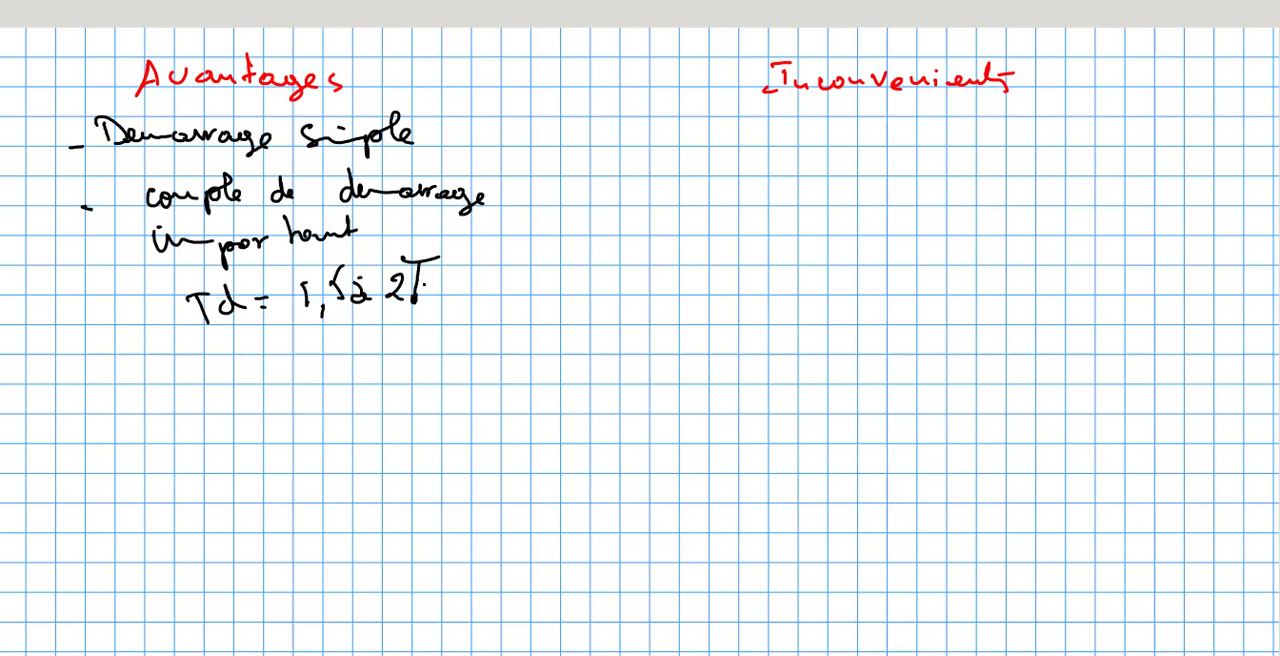 Avantages
Inconvenients
- Demarrage simple
- couple de demarrage
important
Td = 1,5 à 2T